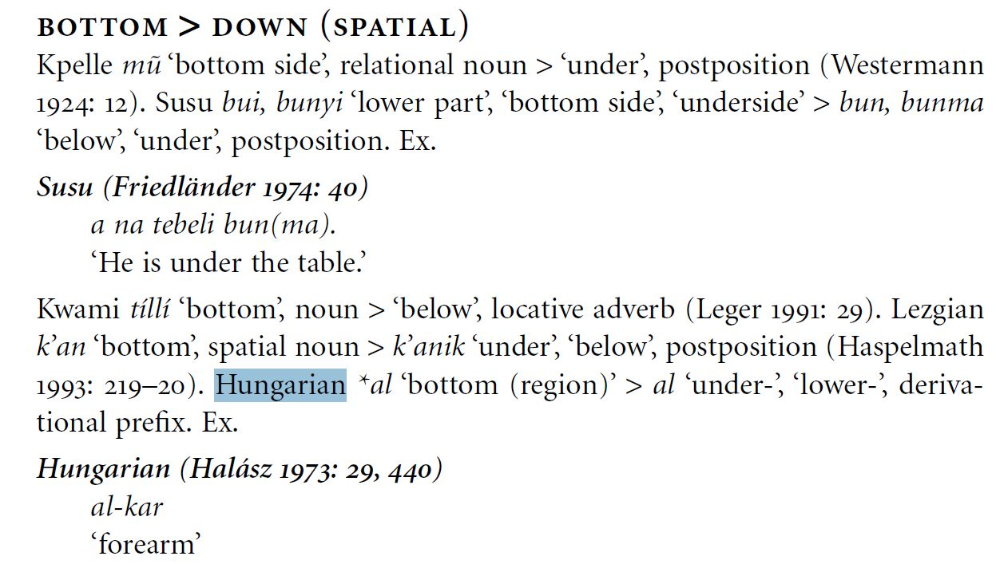 BOTTOM > DOWN (SPATIAL)
Kpelle mũ ‘bottom side’, relational noun > ‘under’, postposition (Westermann
1924: 12). Susu bui, bunyi ‘lower part’, ‘bottom side’, ‘underside’ > bun, bunma
‘below’, ‘under’, postposition. Ex.
Susu (Friedländer 1974: 40)
a na tebeli bun(ma).
‘He is under the table.’
Kwami tíllí ‘bottom’, noun > ‘below’, locative adverb (Leger 1991: 29). Lezgian
k’an ‘bottom’, spatial noun > k’anik ‘under’, ‘below’, postposition (Haspelmath
1993: 219–20). Hungarian *al ‘bottom (region)’ > al ‘under-’, ‘lower-’, deriva-
tional prefix. Ex.
Hungarian (Halász 1973: 29, 440)
al-kar
‘forearm’